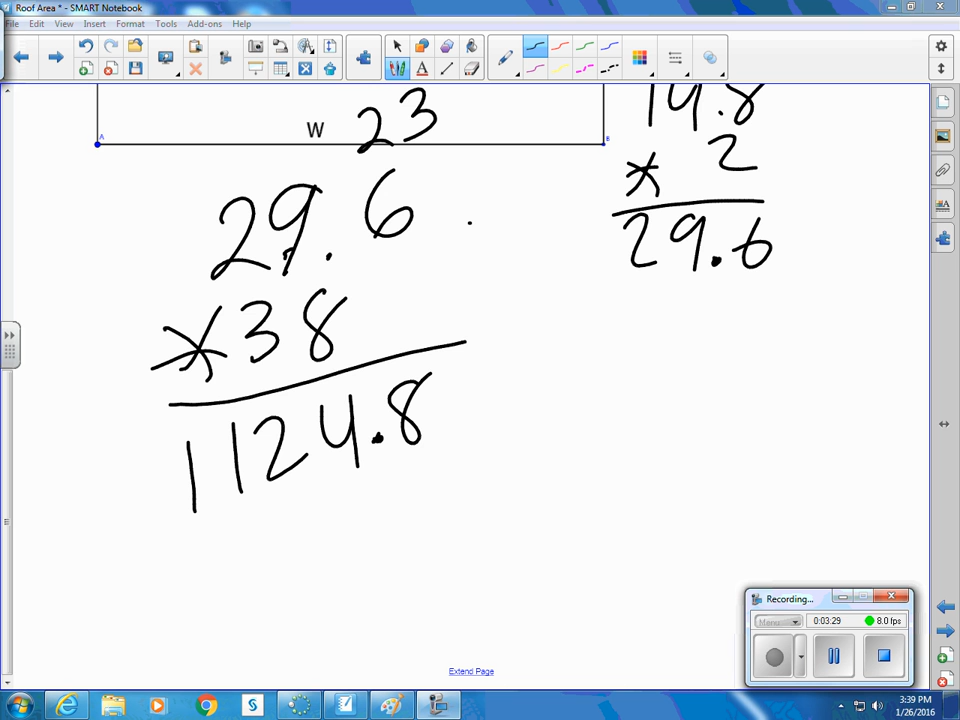 Roof Area * - SMART Notebook
File Edit View Insert Format Tools Add-ons Help
A
W 23
B
14.8
* 2
29.6
29.6
* 38
1124.8
Recording...
Menu
0:03:29
8.0 fps
Extend Page
3:39 PM
1/26/2016